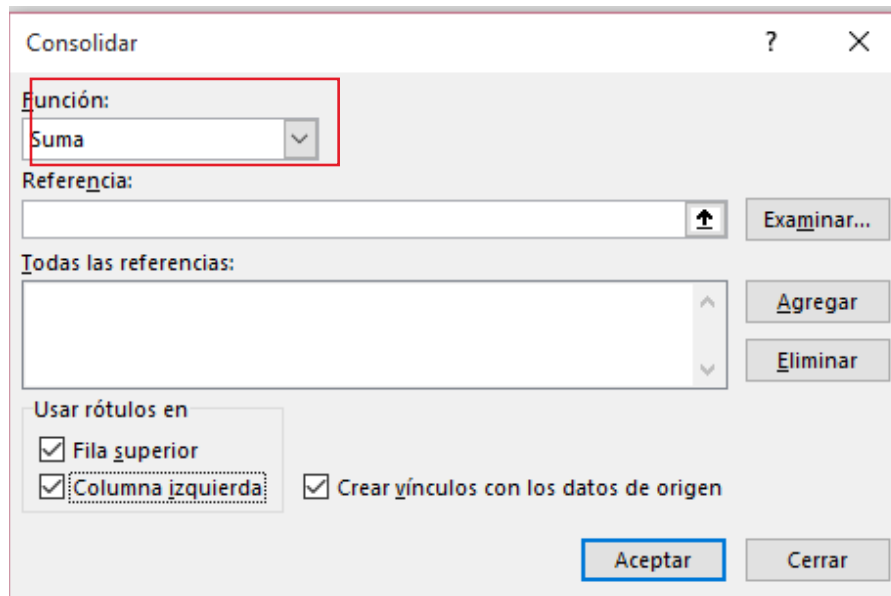 Consolidar ?
Función:
Suma
Referencia:
Examinar...
Todas las referencias:
Agregar
Eliminar
Usar rótulos en
Fila superior
Columna izquierda
Crear vínculos con los datos de origen
Aceptar Cerrar